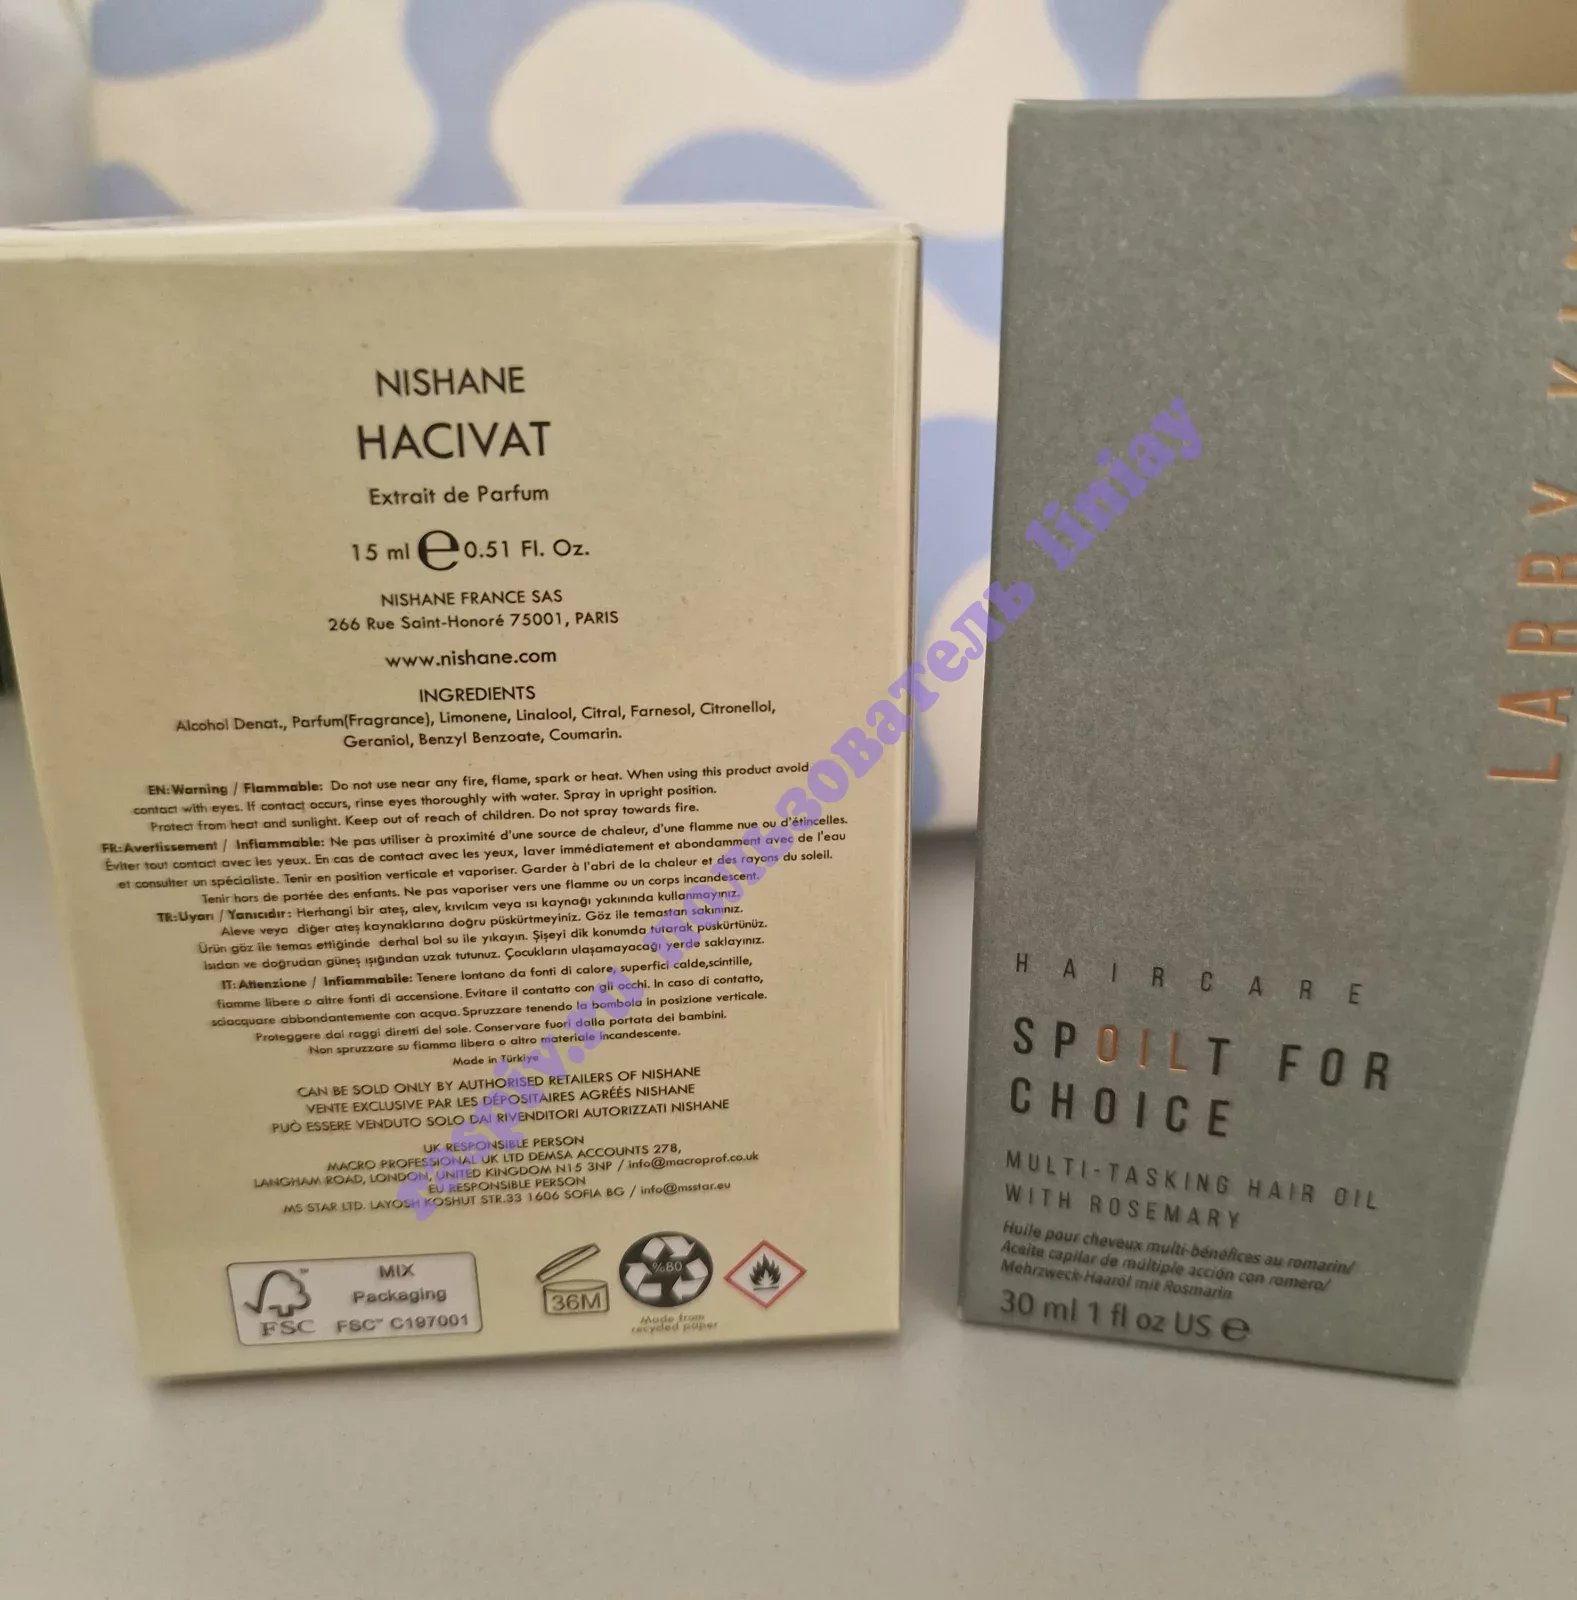 NISHANE
HACIVAT
Extrait de Parfum
15 ml e 0.51 Fl. Oz.
NISHANE FRANCE SAS
266 Rue Saint-Honoré 75001, PARIS
www.nishane.com
INGREDIENTS
Alcohol Denat., Parfum(Fragrance), Limonene, Linalool, Citral, Farnesol, Citronellol,
Geraniol, Benzyl Benzoate, Coumarin.
EN:Warning / Flammable: Do not use near any fire, flame, spark or heat. When using this product avoid
contact with eyes. If contact occurs, rinse eyes thoroughly with water. Spray in upright position.
Protect from heat and sunlight. Keep out of reach of children. Do not spray towards fire.
FR:Avertissement / Inflammable: Ne pas utiliser à proximité d'une source de chaleur, d'une flamme nue ou d'étincelles.
Éviter tout contact avec les yeux. En cas de contact avec les yeux, laver immédiatement et abondamment avec de l'eau
et consulter un spécialiste. Tenir en position verticale et vaporiser. Garder à l'abri de la chaleur et des rayons du soleil.
Tenir hors de portée des enfants. Ne pas vaporiser vers une flamme ou un corps incandescent.
TR:Uyarı / Yanıcıdır: Herhangi bir ateş, alev, kıvılcım veya ısı kaynağı yakınında kullanmayınız.
Aleve veya diğer ateş kaynaklarına doğru püskürtmeyiniz. Göz ile temastan sakınınız.
Ürün göz ile temas ettiğinde derhal bol su ile yıkayın. Şişeyi dik konumda tutarak püskürtünüz.
Isıdan ve doğrudan güneş ışığından uzak tutunuz. Çocukların ulaşamayacağı yerde saklayınız.
IT:Attenzione / Infiammabile: Tenere lontano da fonti di calore, superfici calde,scintille,
fiamme libere o altre fonti di accensione. Evitare il contatto con gli occhi. In caso di contatto,
sciacquare abbondantemente con acqua. Spruzzare tenendo la bombola in posizione verticale.
Proteggere dai raggi diretti del sole. Conservare fuori dalla portata dei bambini.
Non spruzzare su fiamma libera o altro materiale incandescente.
Made in Türkiye
CAN BE SOLD ONLY BY AUTHORISED RETAILERS OF NISHANE
VENTE EXCLUSIVE PAR LES DÉPOSITAIRES AGRÉÉS NISHANE
PUÒ ESSERE VENDUTO SOLO DAI RIVENDITORI AUTORIZZATI NISHANE
UK RESPONSIBLE PERSON
MACRO PROFESSIONAL UK LTD DEMSA ACCOUNTS 278,
LANGHAM ROAD, LONDON, UNITED KINGDOM N15 3NP / info@macroprof.co.uk
EU RESPONSIBLE PERSON
MS STAR LTD. LAYOSH KOSHUT STR.33 1606 SOFIA BG / info@msstar.eu
FSC™
MIX
Packaging
FSC™ C197001
36M
%80
Made from
recycled paper
LARRY
HAIRCARE
SPOILT FOR
CHOICE
MULTI-TASKING HAIR OIL
WITH ROSEMARY
Huile pour cheveux multi-bénéfices au romarin/
Aceite capilar de múltiple acción con romero/
Mehrzweck-Haaröl mit Rosmarin
30 ml 1 fl oz US e
пользователь liniay